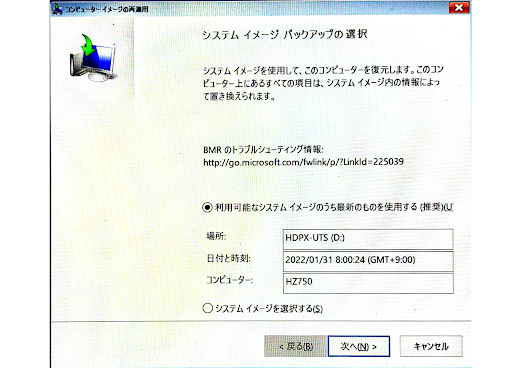 コンピューター イメージの再適用
システム イメージ バックアップの選択
システム イメージを使用して、このコンピューターを復元します。このコン
ピューター上にあるすべての項目は、システム イメージ内の情報によっ
て置き換えられます。
BMR のトラブルシューティング情報:
http://go.microsoft.com/fwlink/p/?LinkId=225039
利用可能なシステム イメージのうち最新のものを使用する (推奨)(U
場所:
HDPX-UTS (D:)
日付と時刻:
2022/01/31 8:00:24 (GMT+9:00)
コンピューター:
HZ750
システム イメージを選択する(S)
< 戻る(B)
次へ(N) >
キャンセル